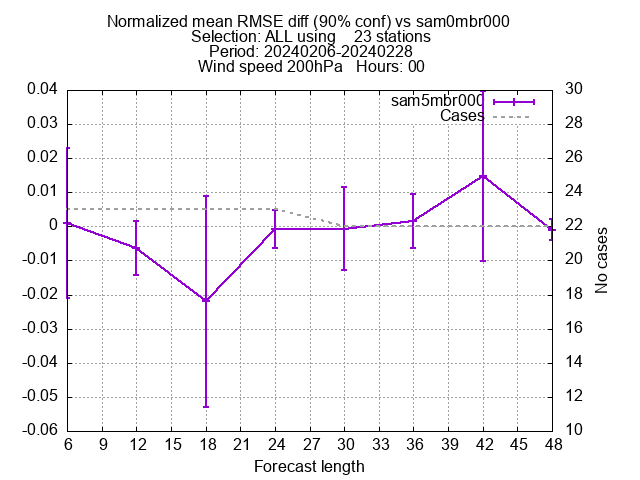 Normalized mean RMSE diff (90% conf) vs sam0mbr000
Selection: ALL using    23 stations
Period: 20240206-20240228
Wind speed 200hPa   Hours: 00
0.04
0.03
0.02
0.01
0
-0.01
-0.02
-0.03
-0.04
-0.05
-0.06
sam5mbr000
Cases
30
28
26
24
22
20
18
16
14
12
10
No cases
6 9 12 15 18 21 24 27 30 33 36 39 42 45 48
Forecast length